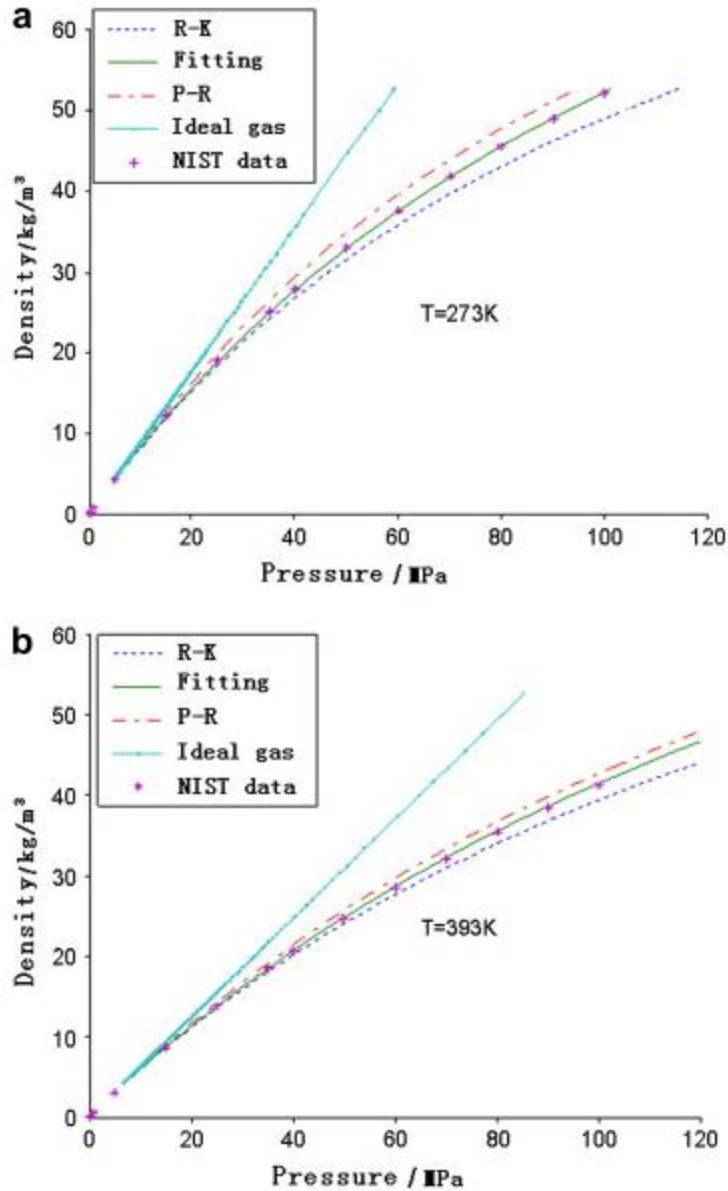 a
60
50
40
30
20
10
0
Density/kg/m³
R-K
Fitting
P-R
Ideal gas
NIST data
T=273K
0 20 40 60 80 100 120
Pressure /MPa
b
60
50
40
30
20
10
0
Density/kg/m³
R-K
Fitting
P-R
Ideal gas
NIST data
T=393K
0 20 40 60 80 100 120
Pressure /MPa